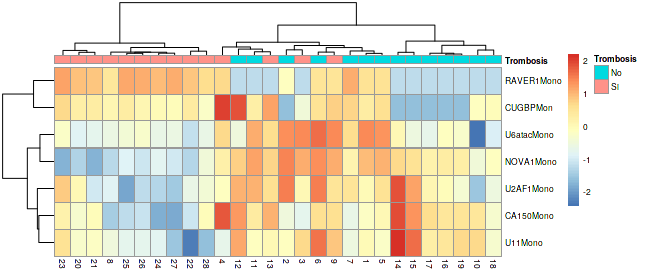 Trombosis
RAVER1Mono
CUGBPMon
U6atacMono
NOVA1Mono
U2AF1Mono
CA150Mono
U11Mono
23 20 21 8 25 26 24 27 22 28 4 12 11 13 2 3 6 9 7 1 5 14 15 16 17 19 10 18
2
1
0
-1
-2
Trombosis
No
SI